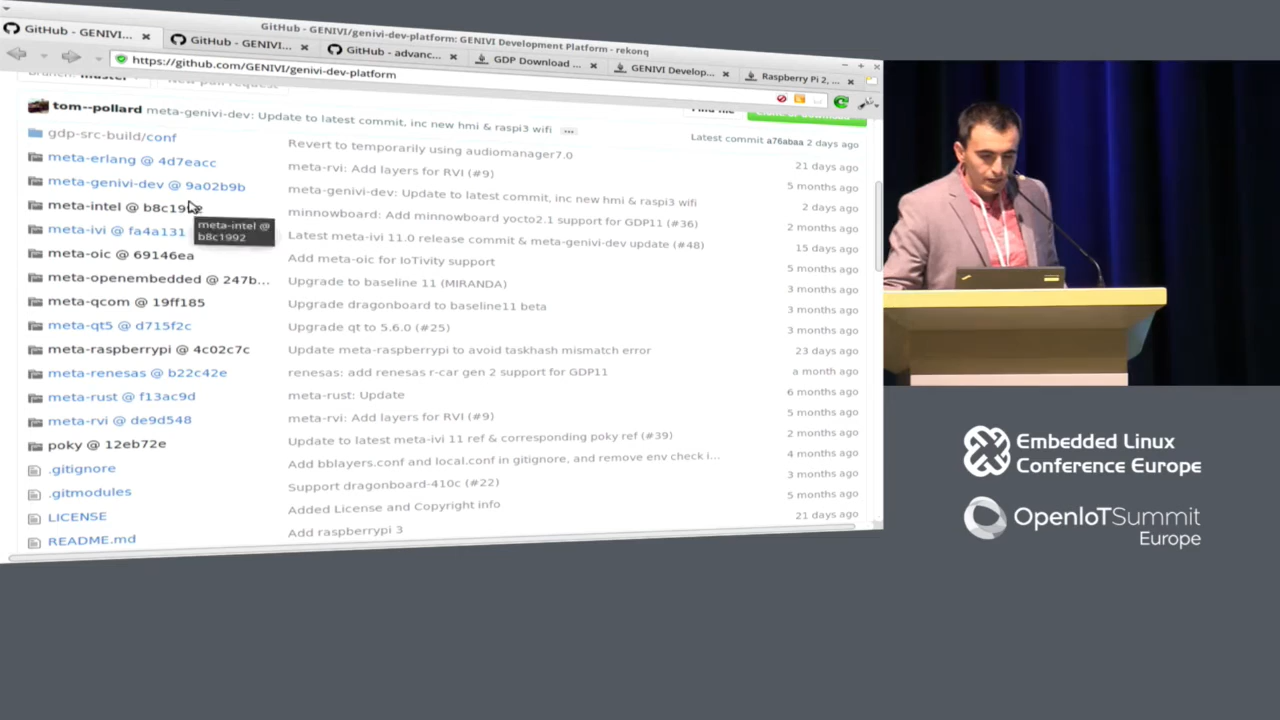 GitHub - GENIVI/genivi-dev-platform: GENIVI Development Platform - rekonq
GitHub - GENIVI...
GitHub - GENIVI...
GitHub - advanc...
GDP Download ...
GENIVI Develop...
Raspberry Pi 2, ...
https://github.com/GENIVI/genivi-dev-platform
tom--pollard meta-genivi-dev: Update to latest commit, inc new hmi & raspi3 wifi ...
Latest commit a76abaa 2 days ago
gdp-src-build/conf
Revert to temporarily using audiomanager7.0
21 days ago
meta-erlang @ 4d7eacc
meta-rvi: Add layers for RVI (#9)
5 months ago
meta-genivi-dev @ 9a02b9b
meta-genivi-dev: Update to latest commit, inc new hmi & raspi3 wifi
2 days ago
meta-intel @
minnowboard: Add minnowboard yocto2.1 support for GDP11 (#36)
2 months ago
meta-intel @
b8c1992
meta-ivi @ fa4a131
Latest meta-ivi 11.0 release commit & meta-genivi-dev update (#48)
15 days ago
meta-oic @ 69146ea
Add meta-oic for IoTivity support
5 months ago
meta-openembedded @ 247b...
Upgrade to baseline 11 (MIRANDA)
3 months ago
meta-qcom @ 19ff185
Upgrade dragonboard to baseline11 beta
3 months ago
meta-qt5 @ d715f2c
Upgrade qt to 5.6.0 (#25)
3 months ago
meta-raspberrypi @ 4c02c7c
Update meta-raspberrypi to avoid taskhash mismatch error
23 days ago
meta-renesas @ b22c42e
renesas: add renesas r-car gen 2 support for GDP11
a month ago
meta-rust @ f13ac9d
meta-rust: Update
6 months ago
meta-rvi @ de9d548
meta-rvi: Add layers for RVI (#9)
5 months ago
poky @ 12eb72e
Update to latest meta-ivi 11 ref & corresponding poky ref (#39)
2 months ago
.gitignore
Add bblayers.conf and local.conf in gitignore, and remove env check i...
4 months ago
.gitmodules
Support dragonboard-410c (#22)
3 months ago
LICENSE
Added License and Copyright info
5 months ago
README.md
Add raspberrypi 3
21 days ago
Embedded Linux
Conference Europe
OpenIoTSummit
Europe